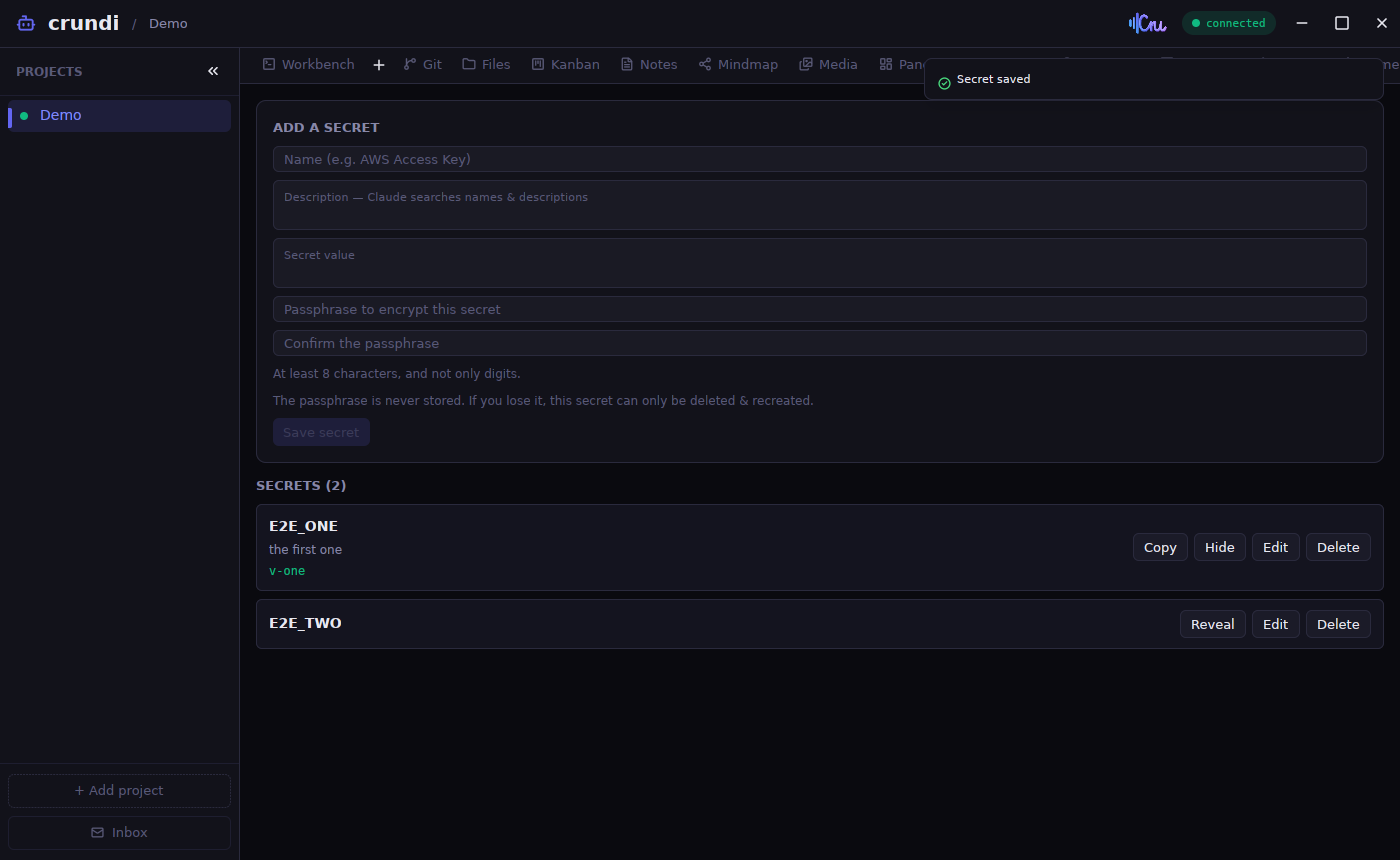 crundi / Demo
Cru
connected
PROJECTS
Workbench
Git
Files
Kanban
Notes
Mindmap
Media
Secret saved
Demo
ADD A SECRET
Name (e.g. AWS Access Key)
Description — Claude searches names & descriptions
Secret value
Passphrase to encrypt this secret
Confirm the passphrase
At least 8 characters, and not only digits.
The passphrase is never stored. If you lose it, this secret can only be deleted & recreated.
Save secret
SECRETS (2)
E2E_ONE
the first one
v-one
Copy
Hide
Edit
Delete
E2E_TWO
Reveal
Edit
Delete
+ Add project
Inbox